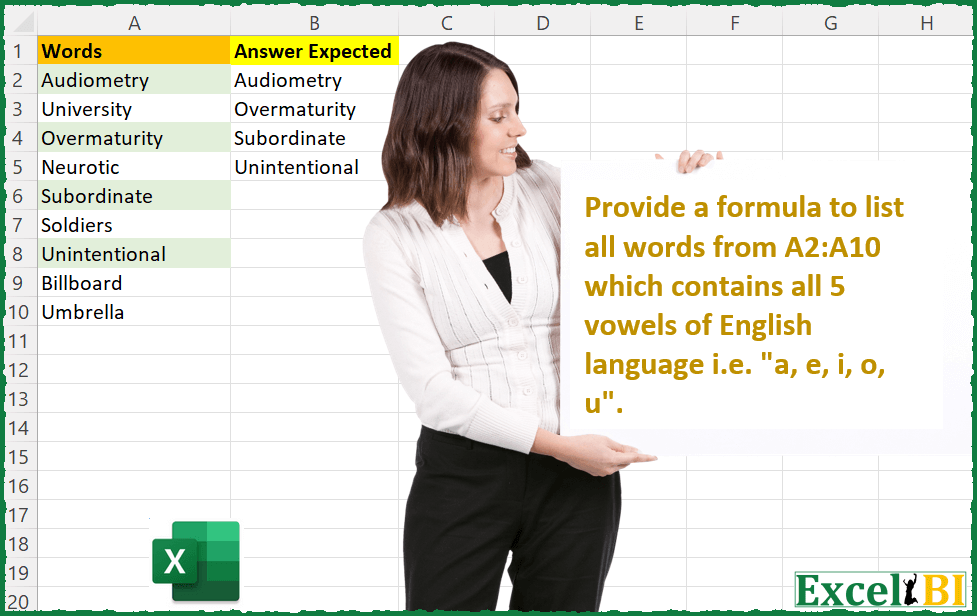 A B C D E F G H
1 Words Answer Expected
2 Audiometry Audiometry
3 University Overmaturity
4 Overmaturity Subordinate
5 Neurotic Unintentional
6 Subordinate
7 Soldiers
8 Unintentional
9 Billboard
10 Umbrella
11
12
13
14
15
16
17
18
19
20
Provide a formula to list
all words from A2:A10
which contains all 5
vowels of English
language i.e. "a, e, i, o,
u".
X
Excel BI